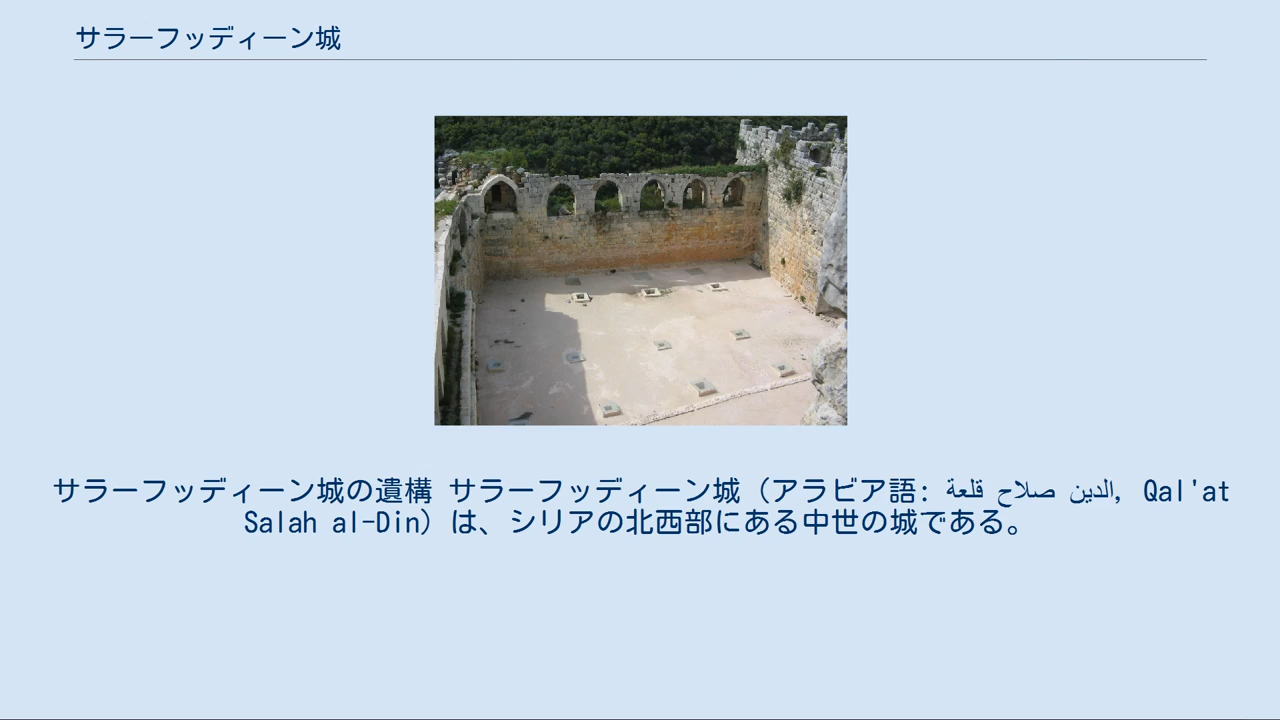 サラーフッディーン城
サラーフッディーン城の遺構 サラーフッディーン城（アラビア語: قلعة صلاح الدين, Qal'at
Salah al-Din）は、シリアの北西部にある中世の城である。